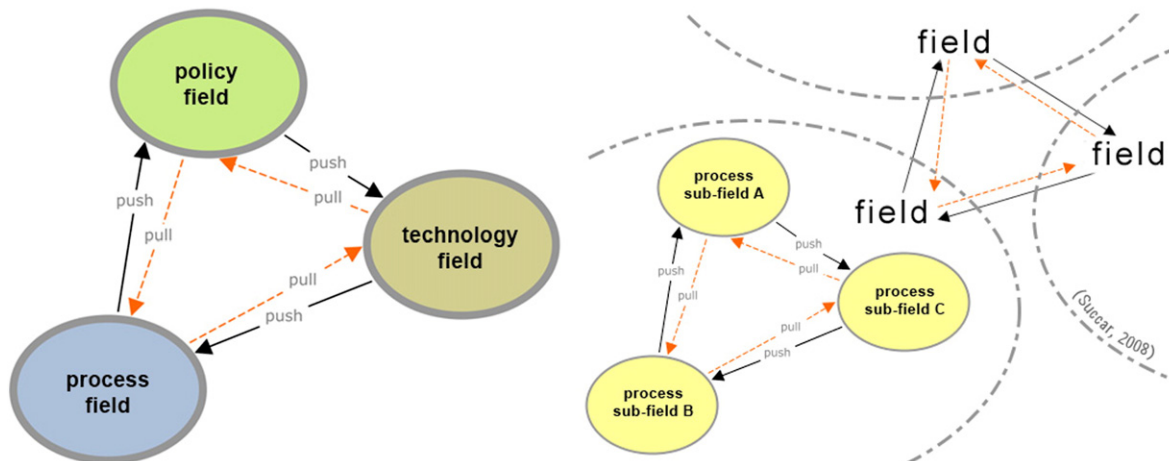 policy
field
push
pull
push
pull
technology
field
pull
push
process
field
field
field
field
process
sub-field A
push
pull
push
pull
process
sub-field C
pull
push
process
sub-field B
(Succar, 2008)